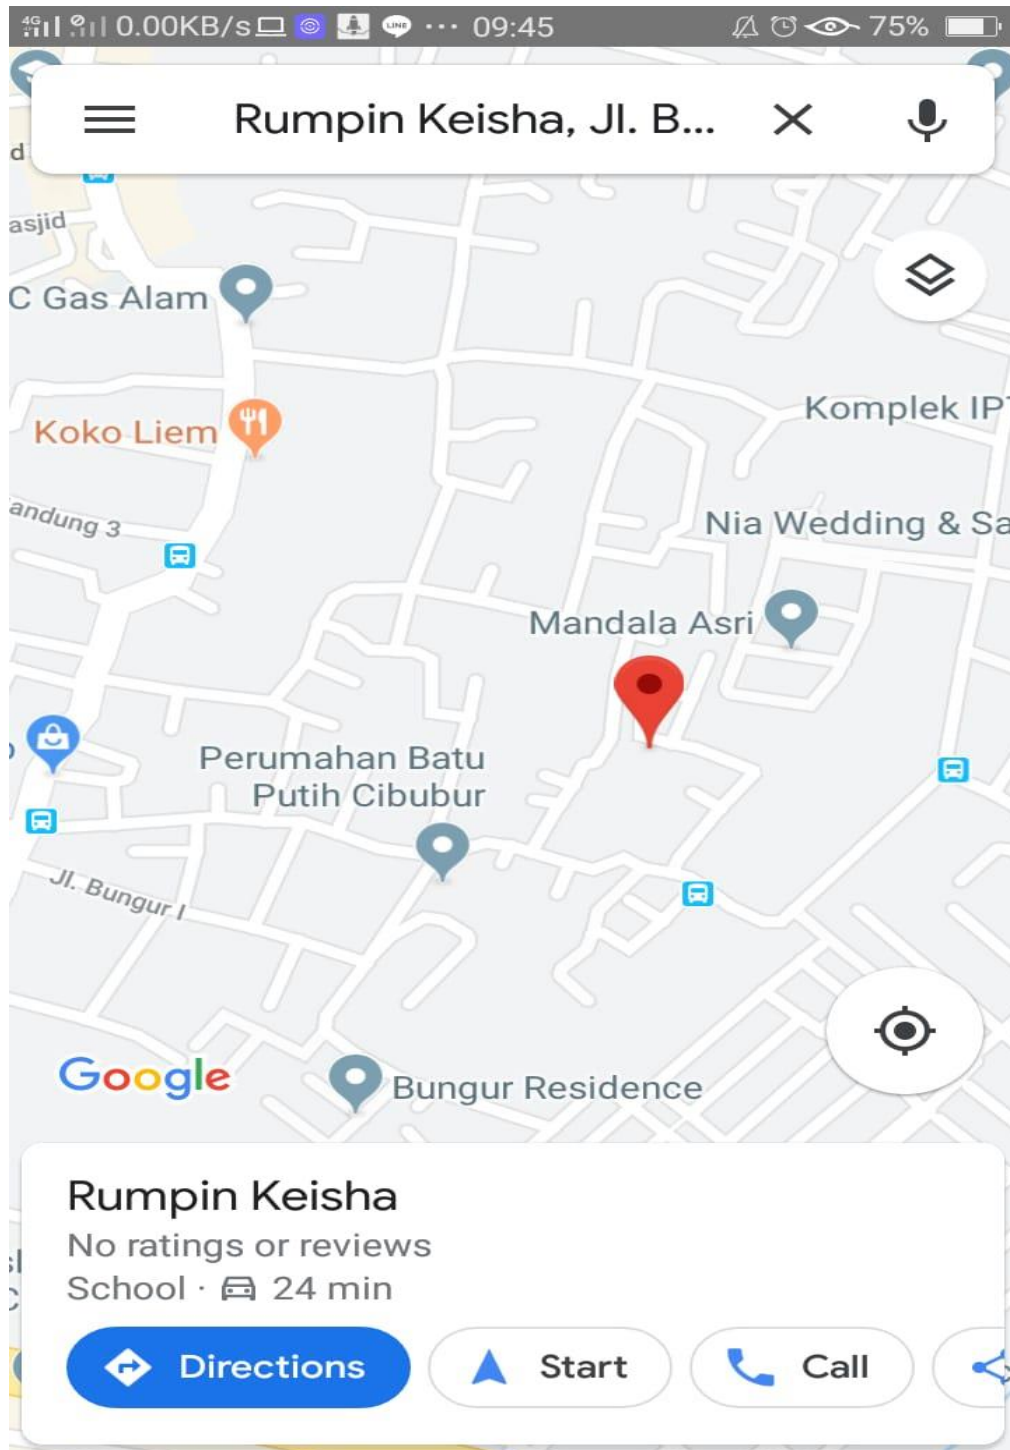 4G 0.00KB/s LINE ... 09:45 75%
Rumpin Keisha, Jl. B...
d
asjid
C Gas Alam
Komplek IP
Koko Liem
andung 3
Nia Wedding & Sa
Mandala Asri
Perumahan Batu
Putih Cibubur
Jl. Bungur I
Google
Bungur Residence
Rumpin Keisha
No ratings or reviews
School · 24 min
Directions Start Call